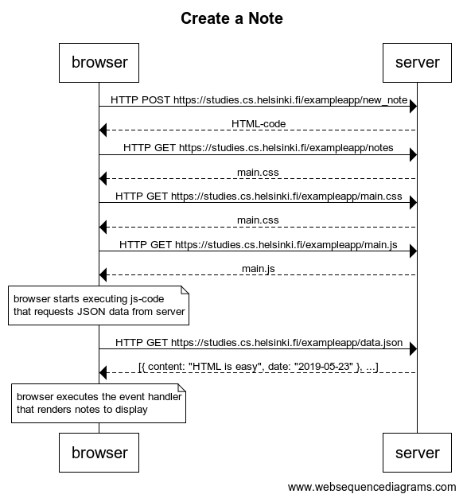 Create a Note
browser
server
HTTP POST https://studies.cs.helsinki.fi/exampleapp/new_note
HTML-code
HTTP GET https://studies.cs.helsinki.fi/exampleapp/notes
main.css
HTTP GET https://studies.cs.helsinki.fi/exampleapp/main.css
main.css
HTTP GET https://studies.cs.helsinki.fi/exampleapp/main.js
main.js
browser starts executing js-code
that requests JSON data from server
HTTP GET https://studies.cs.helsinki.fi/exampleapp/data.json
[{ content: "HTML is easy", date: "2019-05-23" }, ...]
browser executes the event handler
that renders notes to display
browser
server
www.websequencediagrams.com